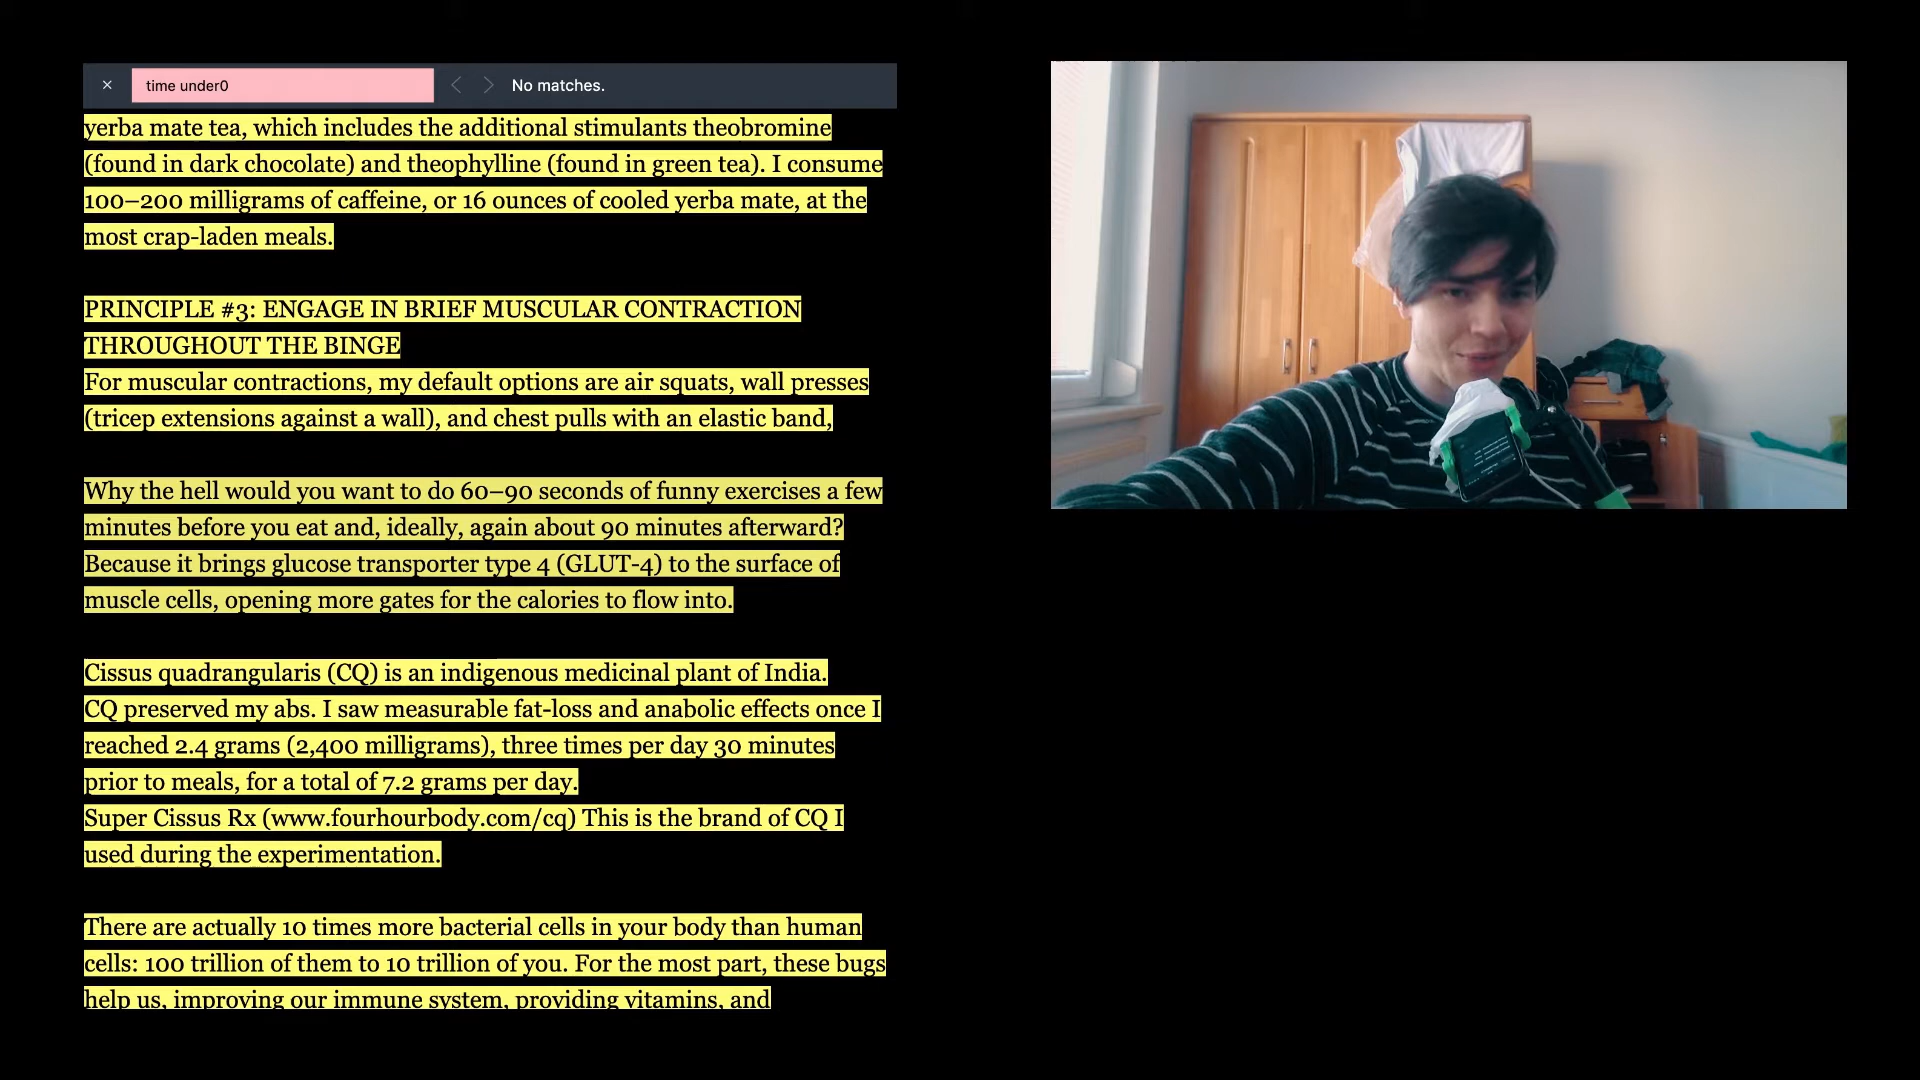 × time under0 < > No matches.
yerba mate tea, which includes the additional stimulants theobromine
(found in dark chocolate) and theophylline (found in green tea). I consume
100–200 milligrams of caffeine, or 16 ounces of cooled yerba mate, at the
most crap-laden meals.
PRINCIPLE #3: ENGAGE IN BRIEF MUSCULAR CONTRACTION
THROUGHOUT THE BINGE
For muscular contractions, my default options are air squats, wall presses
(tricep extensions against a wall), and chest pulls with an elastic band,
Why the hell would you want to do 60–90 seconds of funny exercises a few
minutes before you eat and, ideally, again about 90 minutes afterward?
Because it brings glucose transporter type 4 (GLUT-4) to the surface of
muscle cells, opening more gates for the calories to flow into.
Cissus quadrangularis (CQ) is an indigenous medicinal plant of India.
CQ preserved my abs. I saw measurable fat-loss and anabolic effects once I
reached 2.4 grams (2,400 milligrams), three times per day 30 minutes
prior to meals, for a total of 7.2 grams per day.
Super Cissus Rx (www.fourhourbody.com/cq) This is the brand of CQ I
used during the experimentation.
There are actually 10 times more bacterial cells in your body than human
cells: 100 trillion of them to 10 trillion of you. For the most part, these bugs
help us, improving our immune system, providing vitamins, and